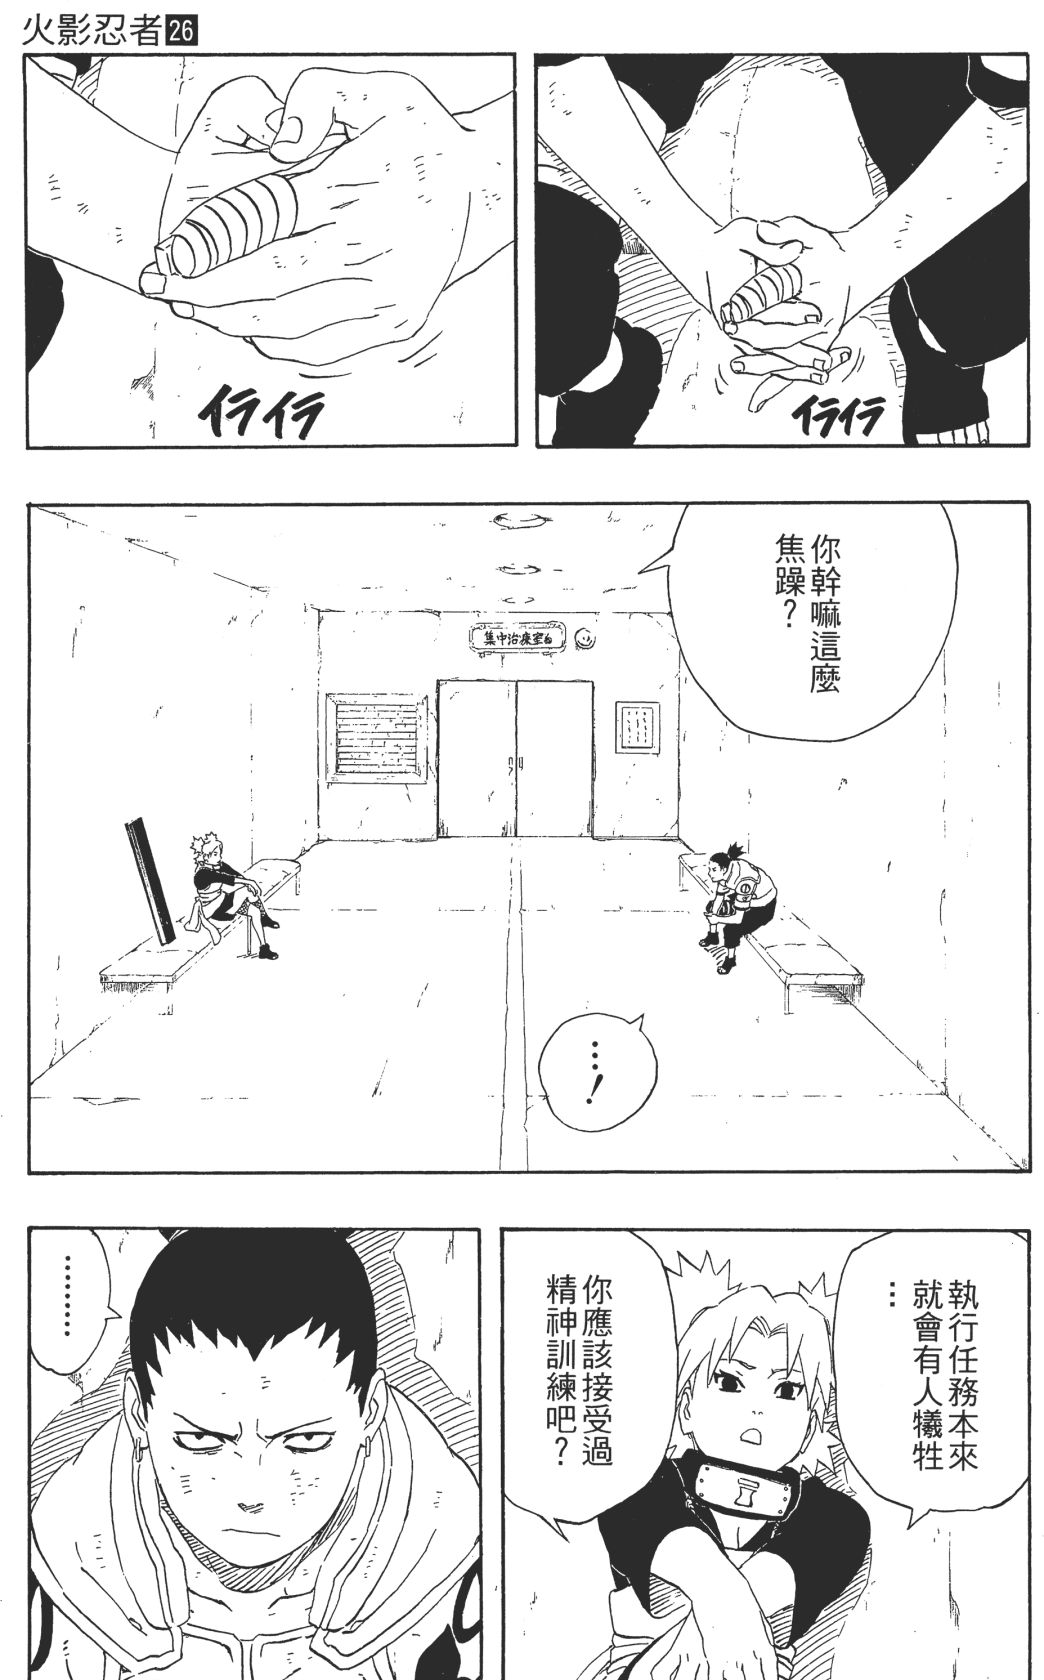 火影忍者26
イライラ
イライラ
你幹嘛這麼
焦躁？
集中治療室
…！
執行任務本來
就會有人犧牲
…
你應該接受過
精神訓練吧？
………